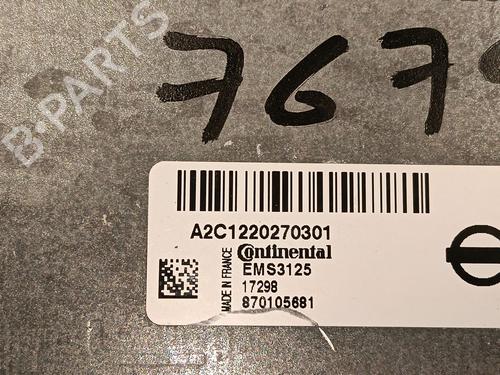 B-PARTS
767
A2C1220270301
Continental
EMS3125
MADE IN FRANCE
17298
870105681